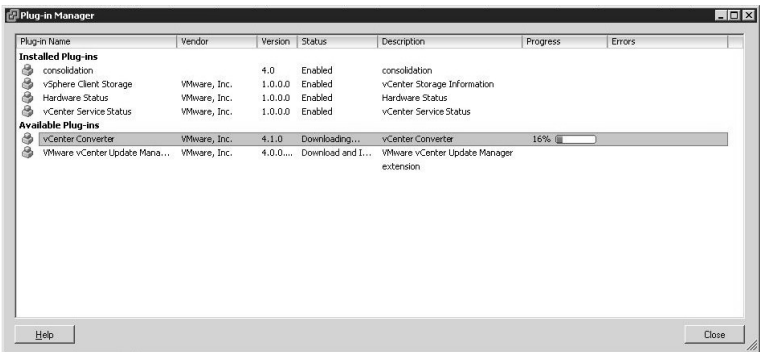 Plug-in Manager
Plug-in Name Vendor Version Status Description Progress Errors
Installed Plug-ins
consolidation 4.0 Enabled consolidation
vSphere Client Storage VMware, Inc. 1.0.0.0 Enabled vCenter Storage Information
Hardware Status VMware, Inc. 1.0.0.0 Enabled Hardware Status
vCenter Service Status VMware, Inc. 1.0.0.0 Enabled vCenter Service Status
Available Plug-ins
vCenter Converter VMware, Inc. 4.1.0 Downloading... vCenter Converter 16%
VMware vCenter Update Mana... VMware, Inc. 4.0.0.... Download and I... VMware vCenter Update Manager
extension
Help Close